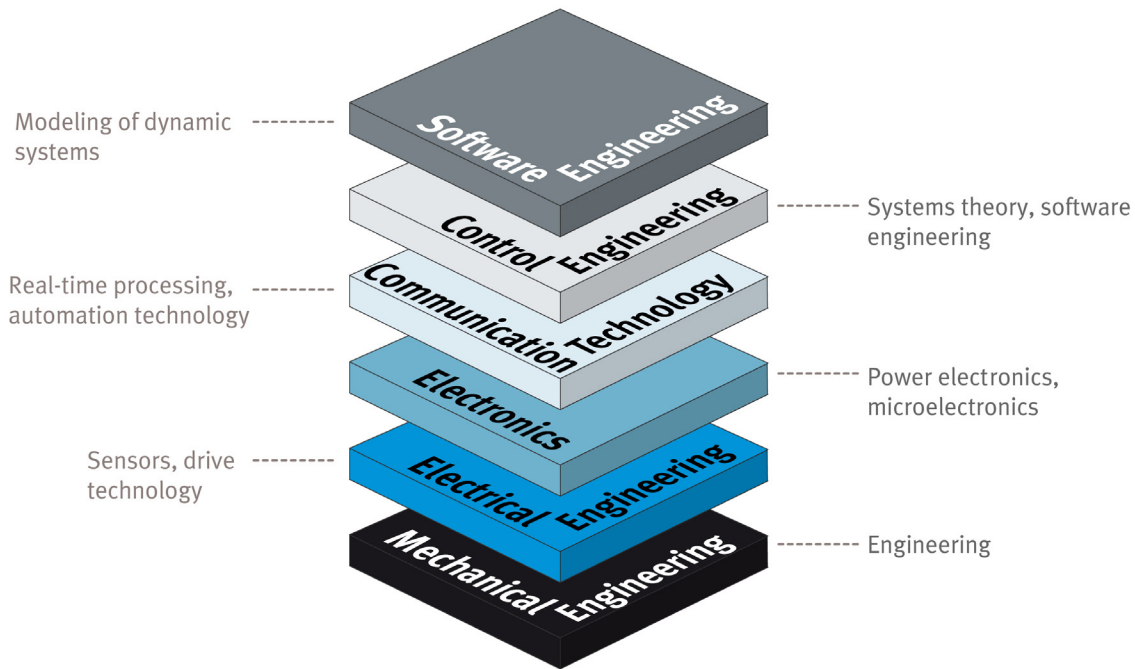 Modeling of dynamic
systems
Software Engineering
Control Engineering
Systems theory, software
engineering
Real-time processing,
automation technology
Communication Technology
Electronics
Power electronics,
microelectronics
Sensors, drive
technology
Electrical Engineering
Mechanical Engineering
Engineering